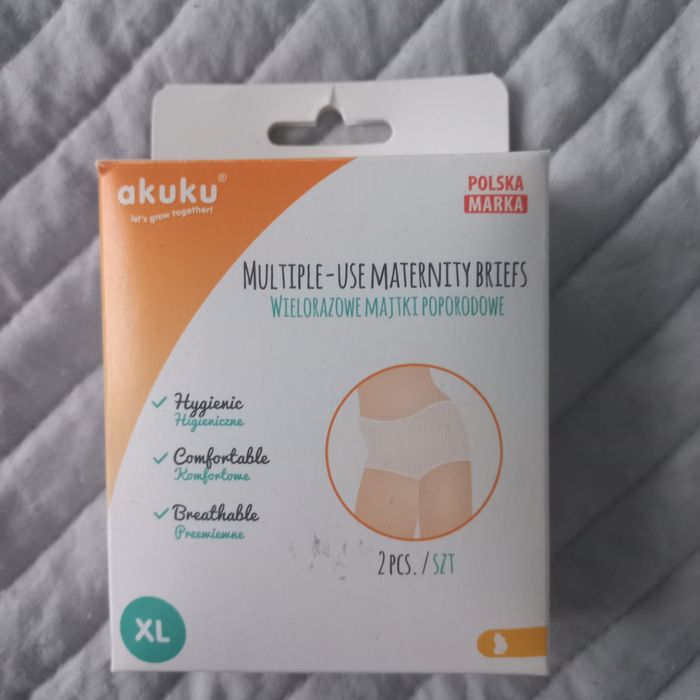 akuku®
let's grow together!
POLSKA
MARKA
MULTIPLE-USE MATERNITY BRIEFS
WIELORAZOWE MAJTKI POPORODOWE
Hygienic
Higieniczne
Comfortable
Komfortowe
Breathable
Przewiewne
2 PCS. / SZT
XL